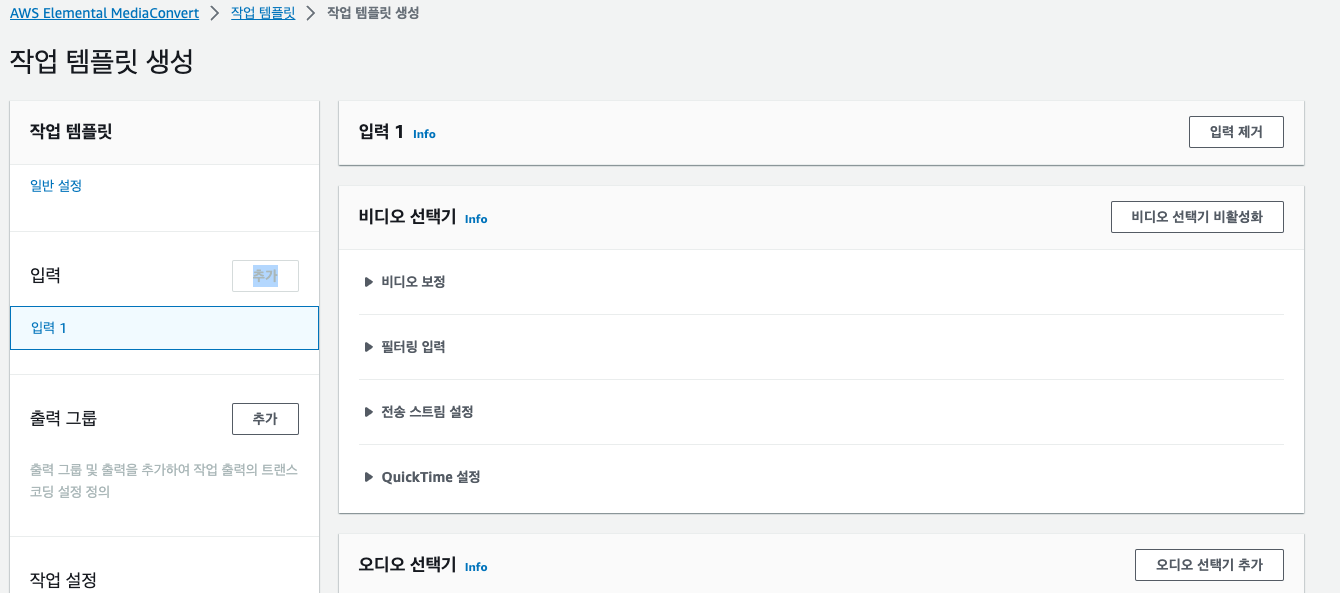 AWS Elemental MediaConvert > 작업 템플릿 > 작업 템플릿 생성
작업 템플릿 생성
작업 템플릿
일반 설정
입력 추가
입력 1
출력 그룹 추가
출력 그룹 및 출력을 추가하여 작업 출력의 트랜스
코딩 설정 정의
작업 설정
입력 1 Info 입력 제거
비디오 선택기 Info 비디오 선택기 비활성화
비디오 보정
필터링 입력
전송 스트림 설정
QuickTime 설정
오디오 선택기 Info 오디오 선택기 추가